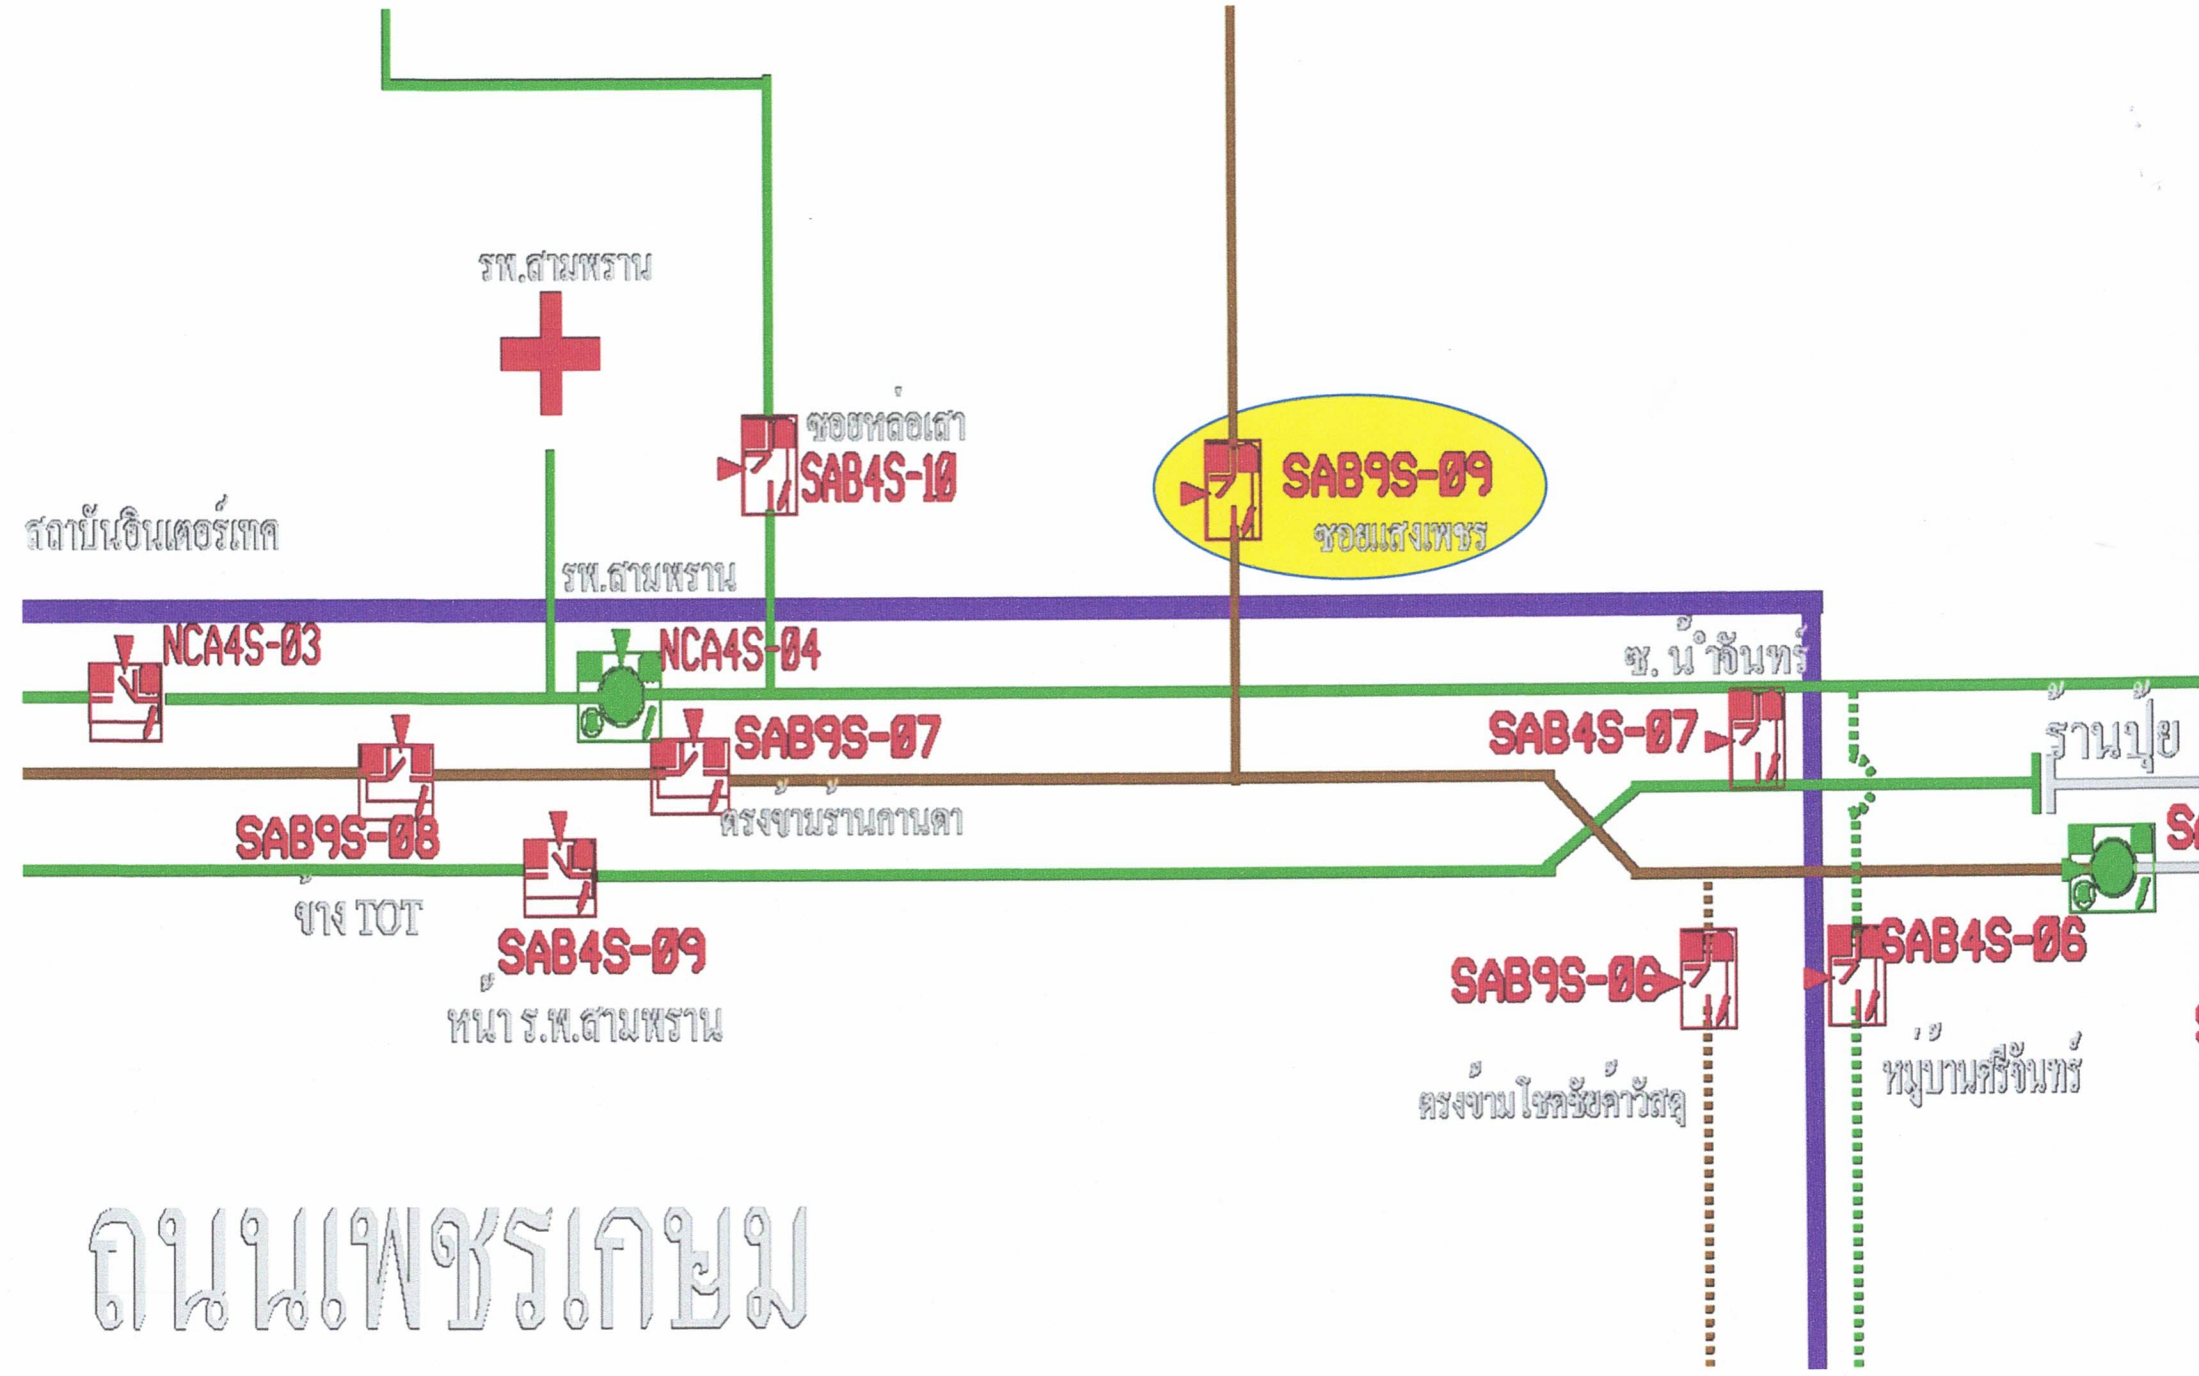 รพ.สามพราน
ซอยหล่อเสา
SAB4S-10
SAB9S-09
ซอยแสงเพชร
สถาบันอินเตอร์เทค
รพ.สามพราน
NCA4S-03
NCA4S-04
ซ. น้ำจันทร์
SAB4S-07
ร้านปุ๋ย
SAB9S-07
ตรงข้ามร้านกานดา
SAB9S-08
ข้าง TOT
SAB4S-09
หน้า ร.พ.สามพราน
SAB9S-06
SAB4S-06
ตรงข้ามโชคชัยค้าวัสดุ
หมู่บ้านศรีจันทร์
ถนนเพชรเกษม